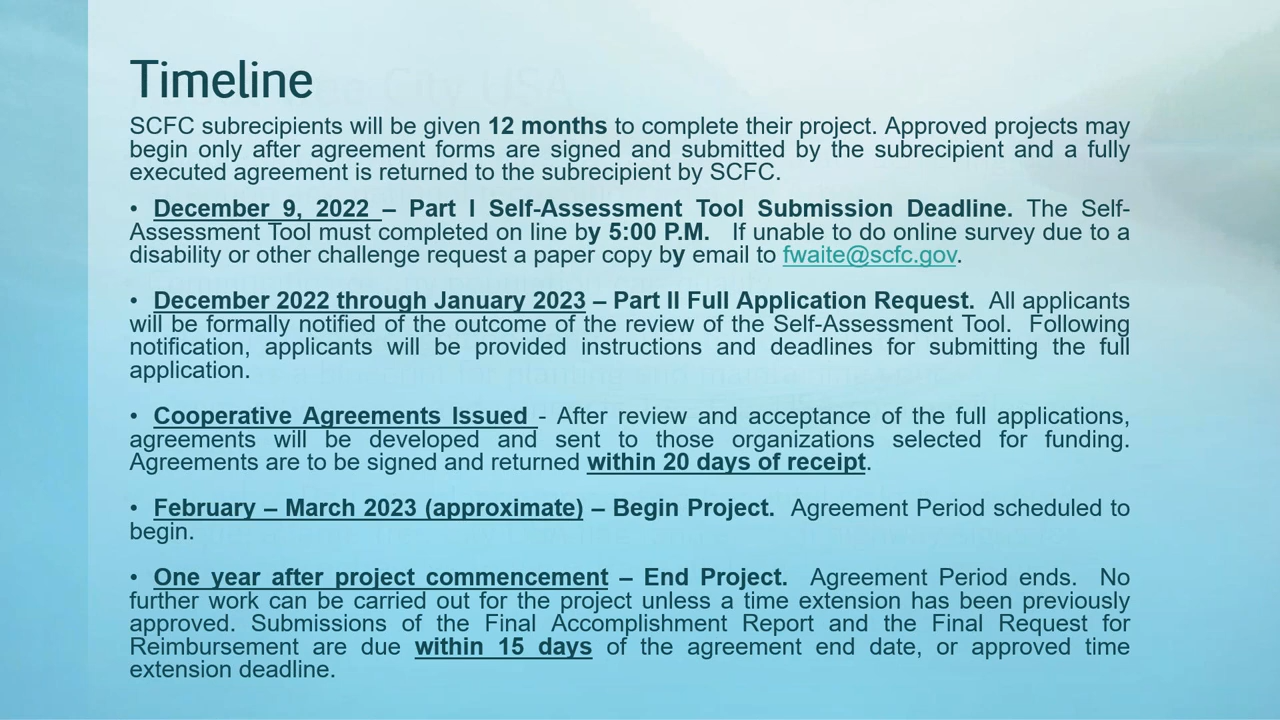 Timeline
SCFC subrecipients will be given 12 months to complete their project. Approved projects may
begin only after agreement forms are signed and submitted by the subrecipient and a fully
executed agreement is returned to the subrecipient by SCFC.
• December 9, 2022 – Part I Self-Assessment Tool Submission Deadline. The Self-
Assessment Tool must completed on line by 5:00 P.M. If unable to do online survey due to a
disability or other challenge request a paper copy by email to fwaite@scfc.gov.
• December 2022 through January 2023 – Part II Full Application Request. All applicants
will be formally notified of the outcome of the review of the Self-Assessment Tool. Following
notification, applicants will be provided instructions and deadlines for submitting the full
application.
• Cooperative Agreements Issued - After review and acceptance of the full applications,
agreements will be developed and sent to those organizations selected for funding.
Agreements are to be signed and returned within 20 days of receipt.
• February – March 2023 (approximate) – Begin Project. Agreement Period scheduled to
begin.
• One year after project commencement – End Project. Agreement Period ends. No
further work can be carried out for the project unless a time extension has been previously
approved. Submissions of the Final Accomplishment Report and the Final Request for
Reimbursement are due within 15 days of the agreement end date, or approved time
extension deadline.